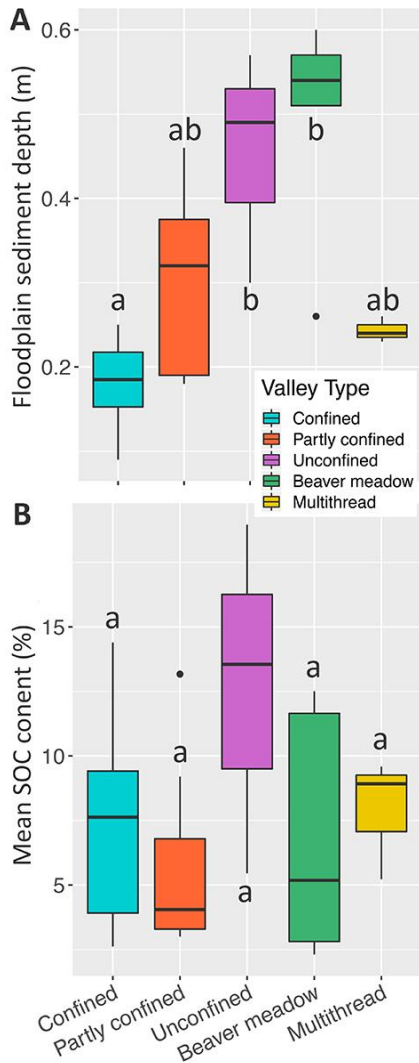 A
Floodplain sediment depth (m)
0.6
0.4
0.2
a
ab
b
b
ab
Valley Type
Confined
Partly confined
Unconfined
Beaver meadow
Multithread
B
Mean SOC conent (%)
15
10
5
a
a
a
a
a
Confined
Partly confined
Unconfined
Beaver meadow
Multithread